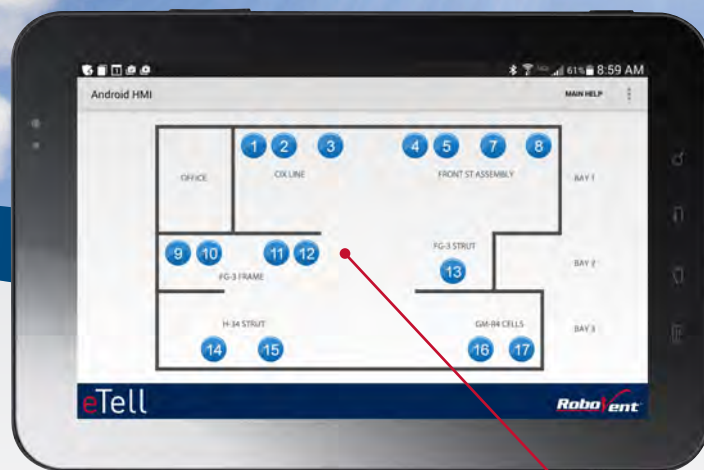 61% 8:59 AM
Android HMI MAIN HELP
1 2 3 4 5 7 8
OFFICE CIX LINE FRONT ST ASSEMBLY BAY 1
9 10 11 12 FG-3 STRUT
FG-3 FRAME 13 BAY 2
H-34 STRUT GM-84 CELLS BAY 3
14 15 16 17
eTell RoboVent